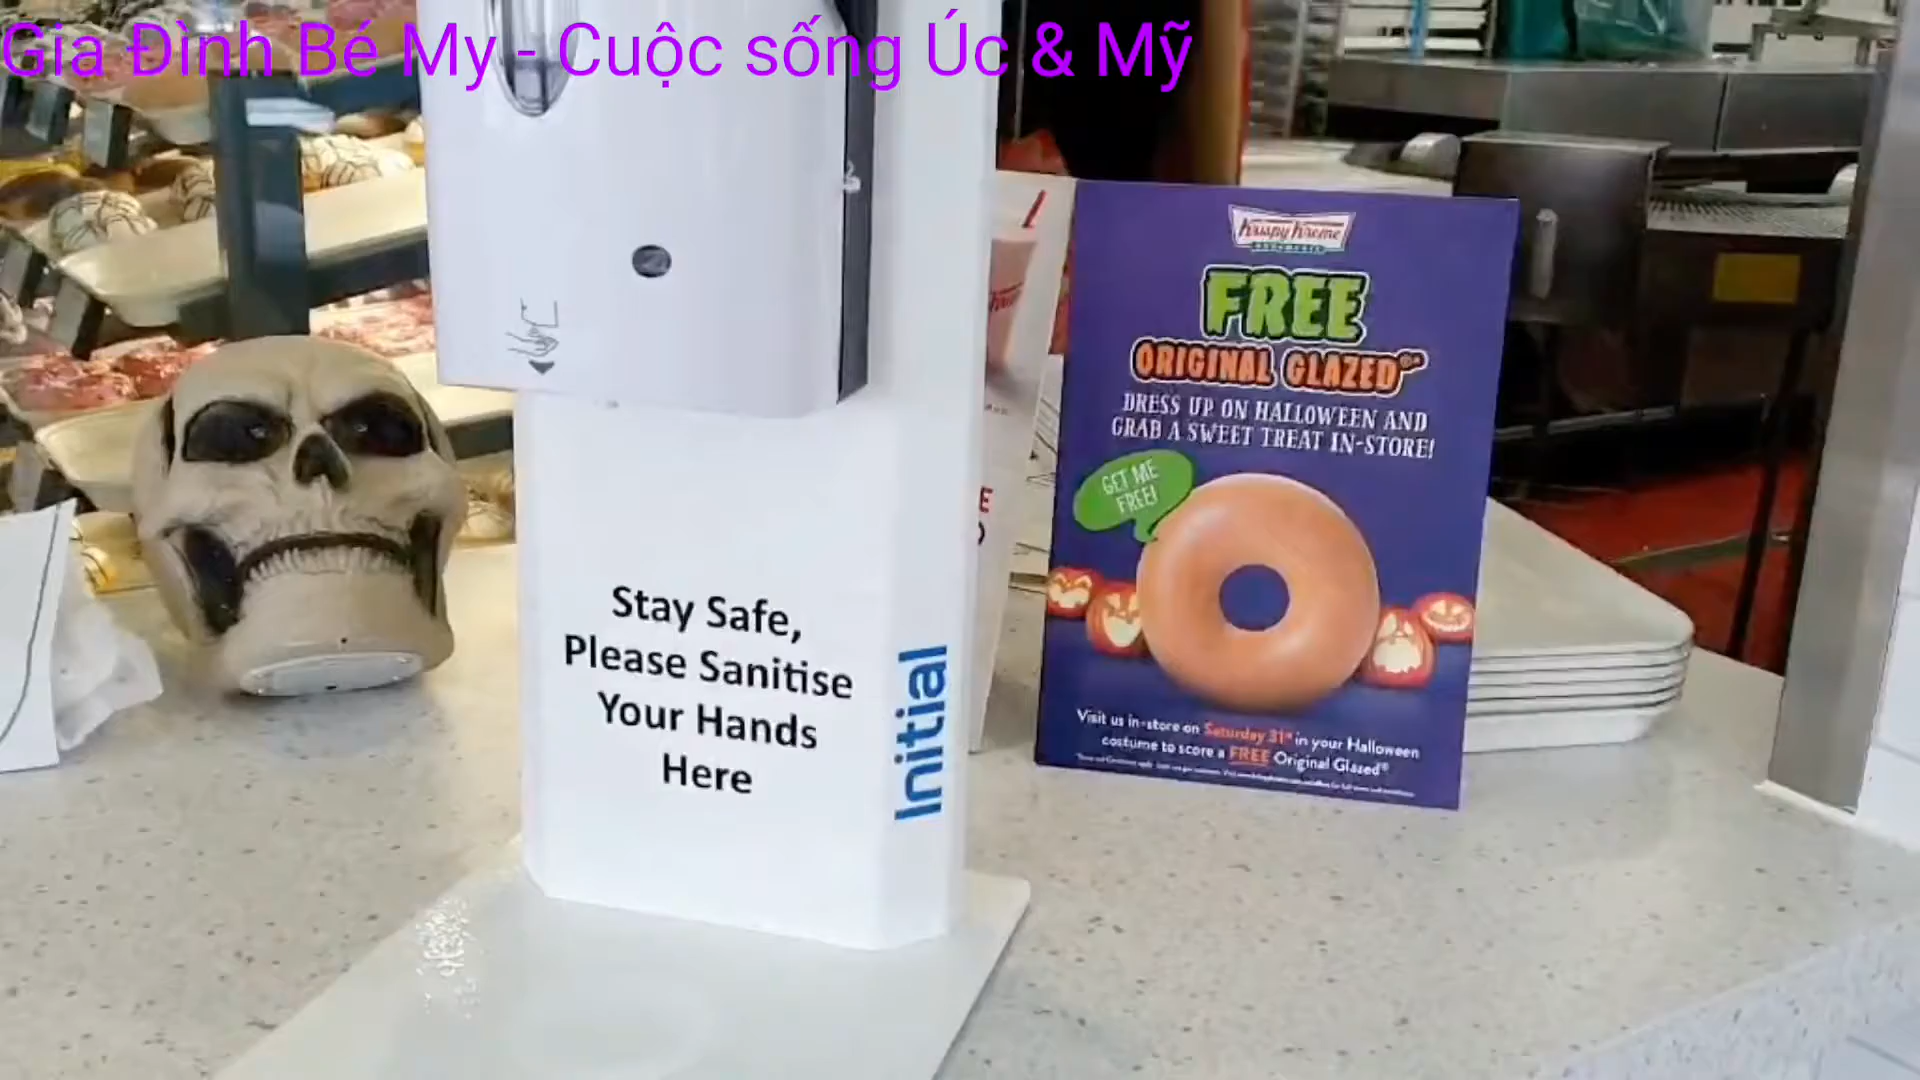 Gia Đình Bé My - Cuộc sống Úc & Mỹ
Stay Safe,
Please Sanitise
Your Hands
Here
Initial
Krispy Kreme
DOUGHNUTS
FREE
ORIGINAL GLAZED®*
DRESS UP ON HALLOWEEN AND
GRAB A SWEET TREAT IN-STORE!
GET ME
FREE!
Visit us in-store on Saturday 31st in your Halloween
costume to score a FREE Original Glazed®